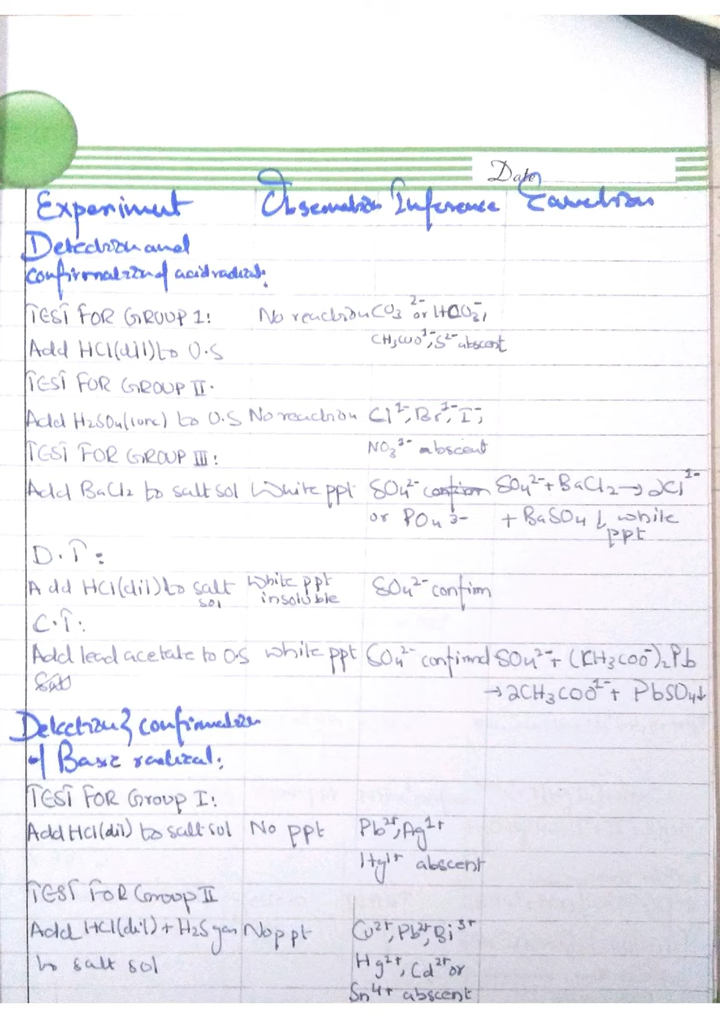 Date
Experiment Observation Inference Equation
Detection and
confirmation of acid radical:
TEST FOR GROUP 1: No reaction CO3 2- or HCO3 -,
Add HCl(dil) to O.S CH3COO 1-, S2- abscent
TEST FOR GROUP II.
Add H2SO4(conc) to O.S No reaction Cl 1-, Br 1-, I-,
TEST FOR GROUP III: NO3 1- abscent
Add BaCl2 to salt sol White ppt SO4 2- confirm SO4 2- + BaCl2 → 2Cl 1-
or PO4 3- + BaSO4 ↓ white
ppt
D.T:
Add HCl(dil) to salt sol White ppt insoluble SO4 2- confirm
C.T:
Add lead acetate to O.S white ppt SO4 2- confirmd SO4 2- + (CH3COO-)2Pb
→ 2CH3COO 1- + PbSO4↓
Detection & confirmation
of Basic radical:
TEST FOR Group I:
Add HCl(dil) to salt sol No ppt Pb2+, Ag1+
Hg1+ abscent
TEST FOR Group II
Add HCl(dil) + H2S gas No ppt Cu2+, Pb2+, Bi3+
to salt sol Hg2+, Cd2+ or
Sn4+ abscent